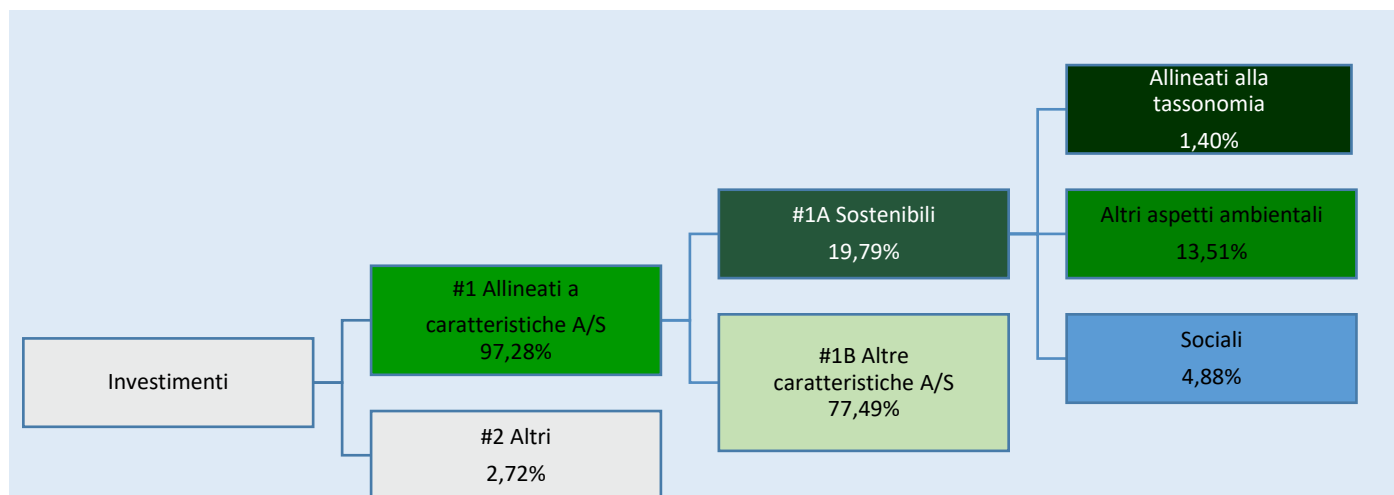 Investimenti
#1 Allineati a
caratteristiche A/S
97,28%
#2 Altri
2,72%
#1A Sostenibili
19,79%
#1B Altre
caratteristiche A/S
77,49%
Allineati alla
tassonomia
1,40%
Altri aspetti ambientali
13,51%
Sociali
4,88%